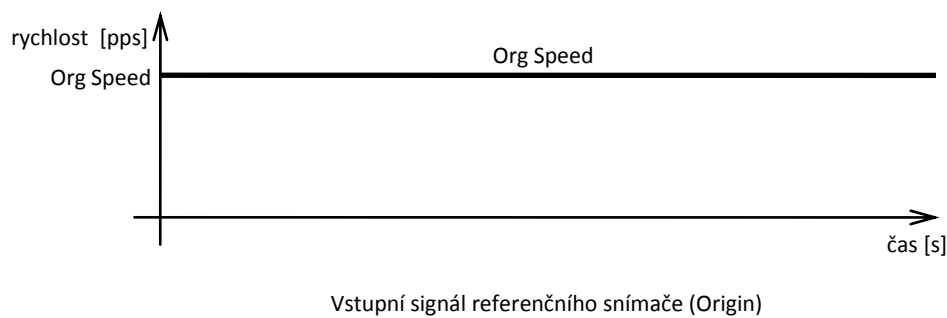 rychlost [pps]
Org Speed
Org Speed
čas [s]
Vstupní signál referenčního snímače (Origin)